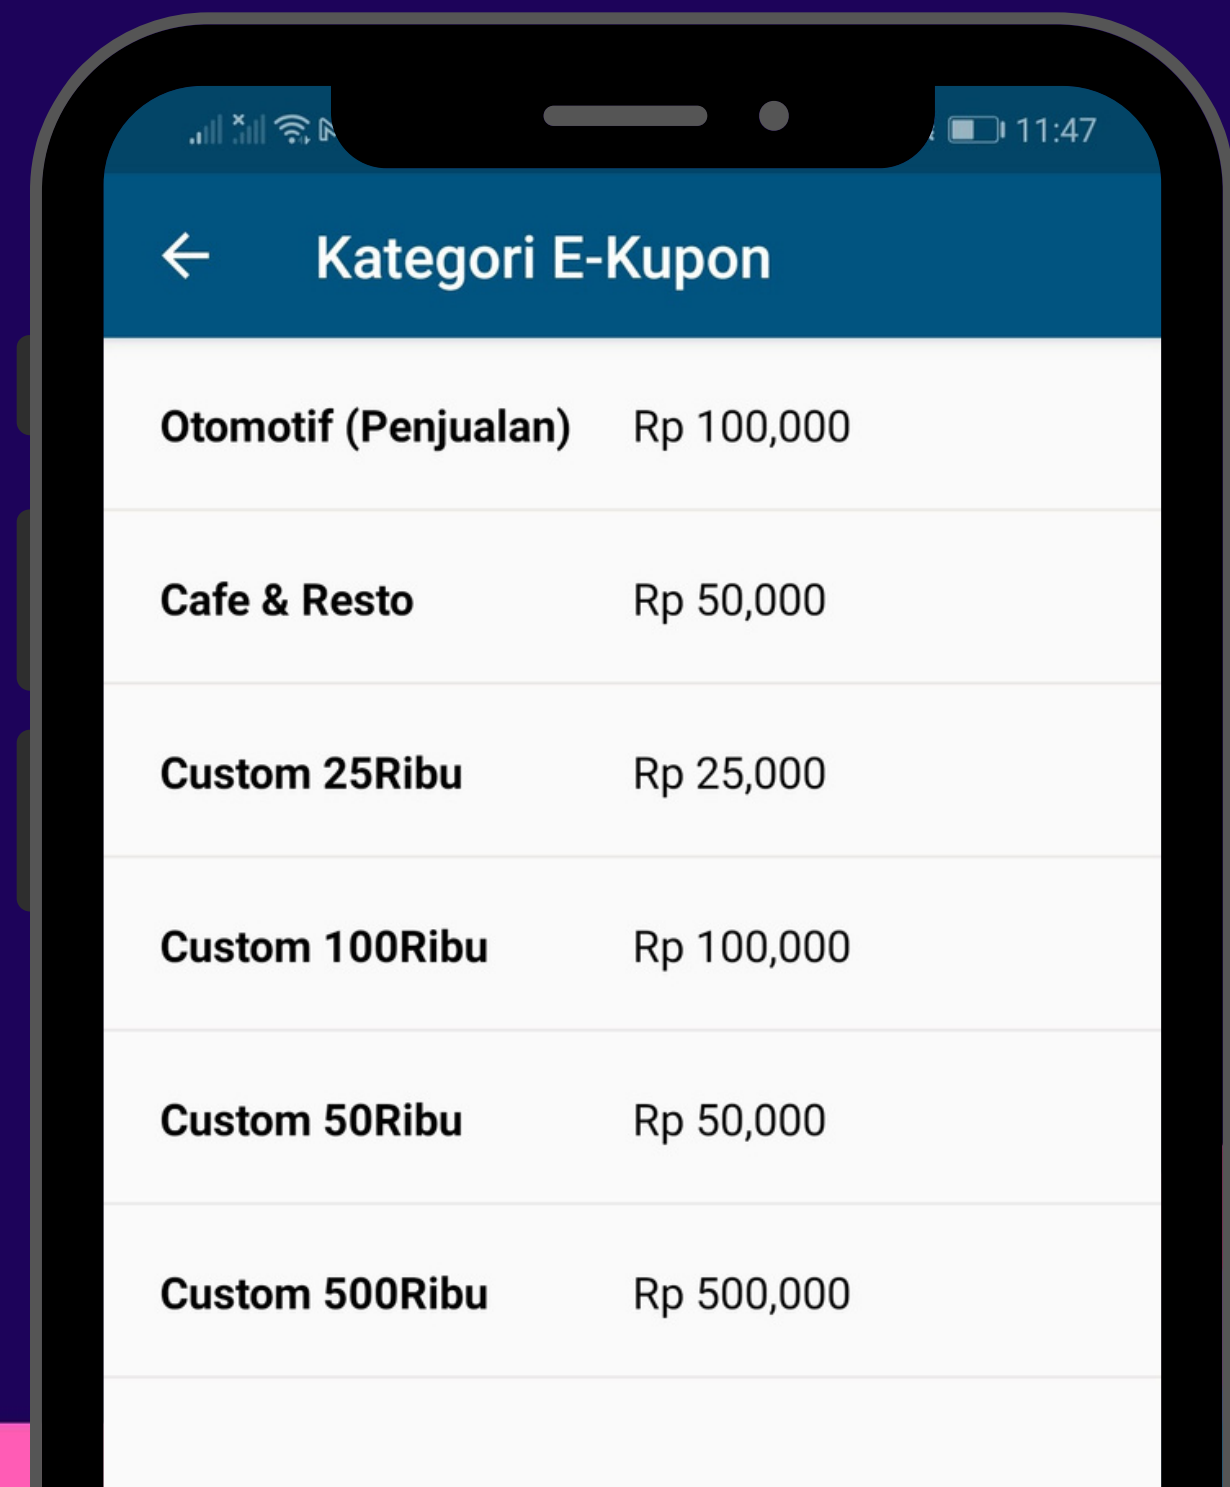 11:47
Kategori E-Kupon
Otomotif (Penjualan) Rp 100,000
Cafe & Resto Rp 50,000
Custom 25Ribu Rp 25,000
Custom 100Ribu Rp 100,000
Custom 50Ribu Rp 50,000
Custom 500Ribu Rp 500,000